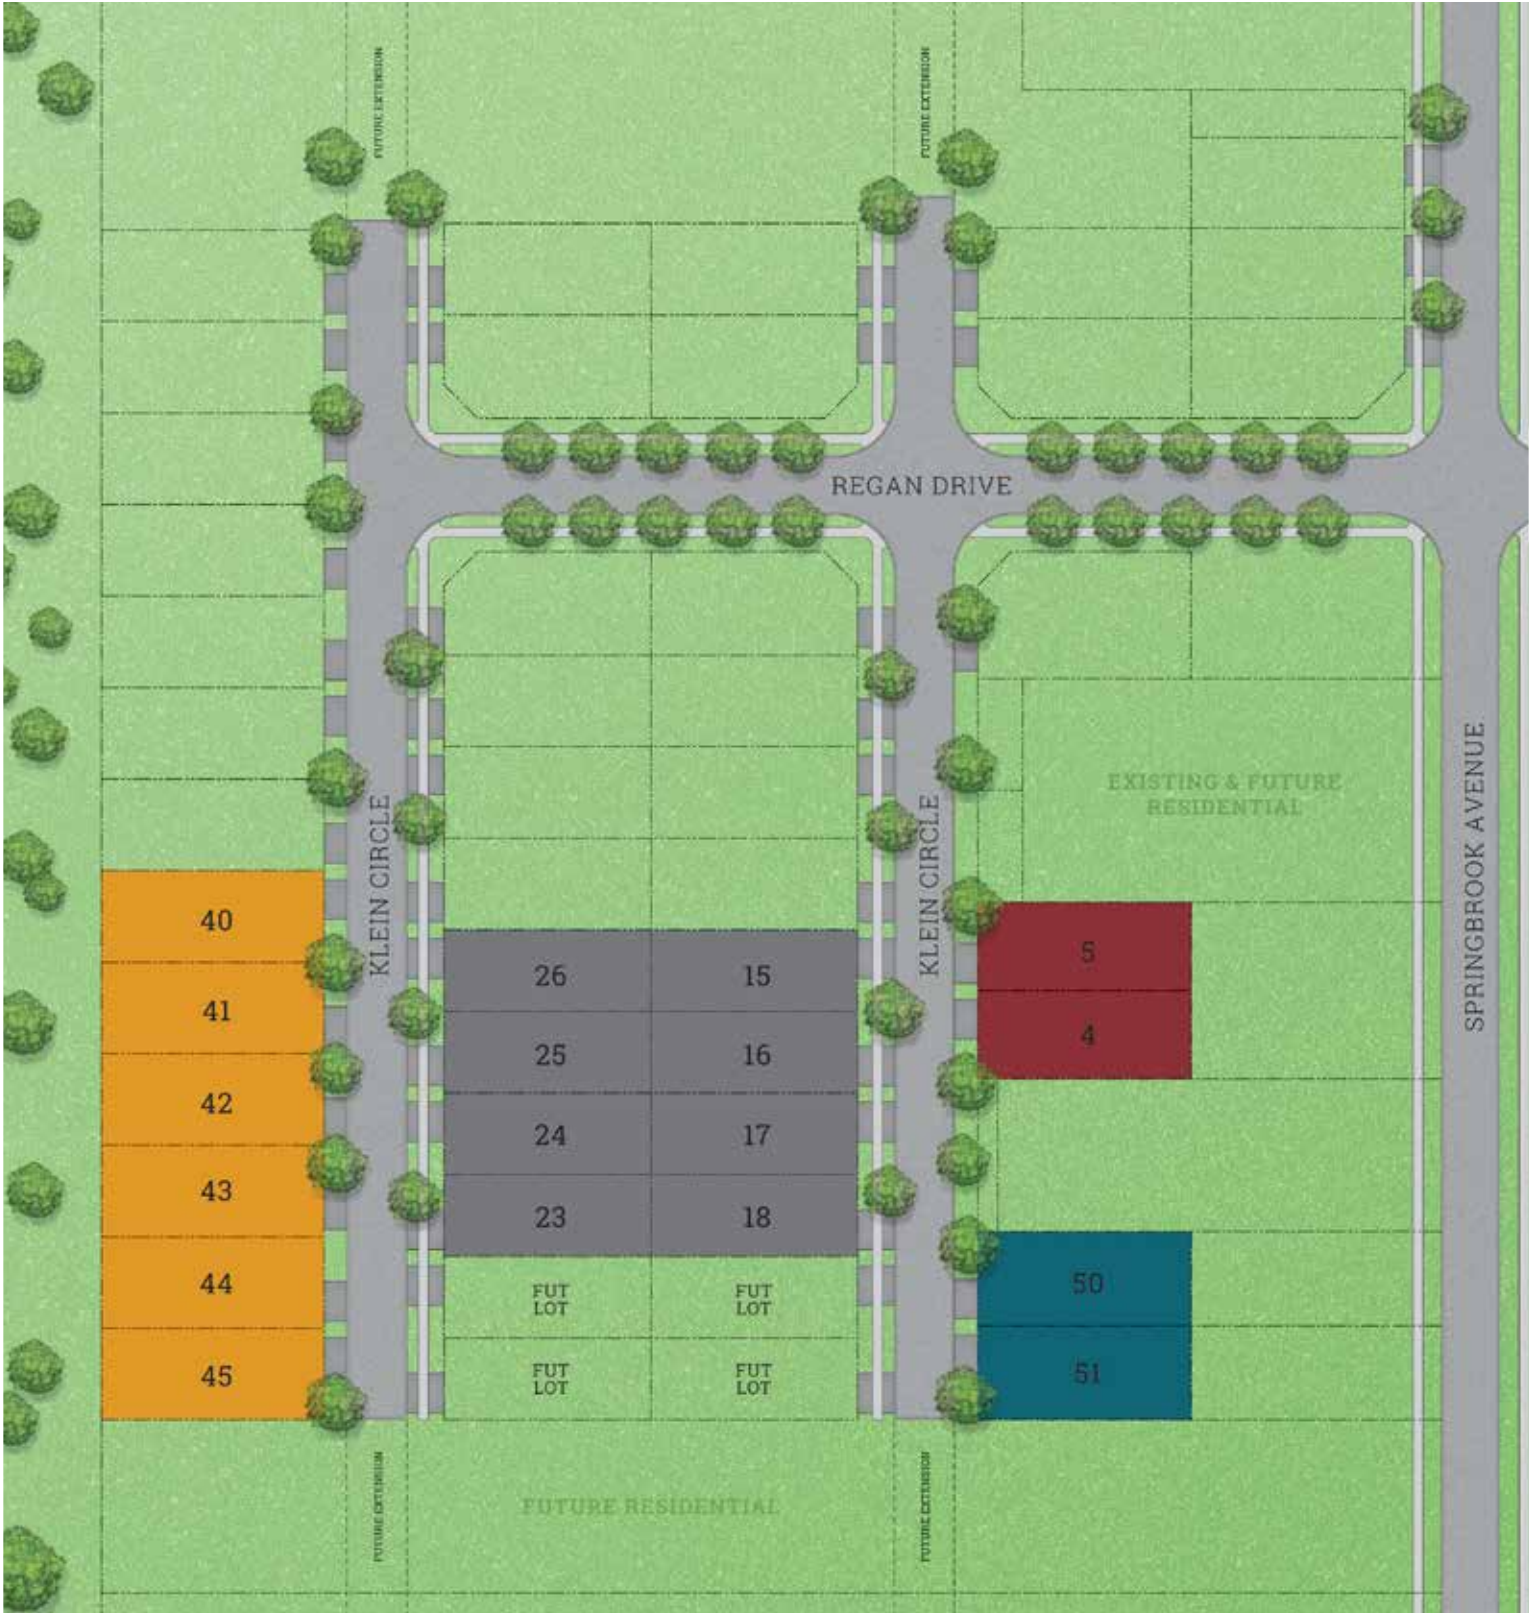 FUTURE EXTENSION
FUTURE EXTENSION
REGAN DRIVE
EXISTING & FUTURE
RESIDENTIAL
SPRINGBROOK AVENUE
KLEIN CIRCLE
KLEIN CIRCLE
40
41
42
43
44
45
26
15
25
16
24
17
23
18
FUT
LOT
FUT
LOT
FUT
LOT
FUT
LOT
5
4
50
51
FUTURE EXTENSION
FUTURE RESIDENTIAL
FUTURE EXTENSION